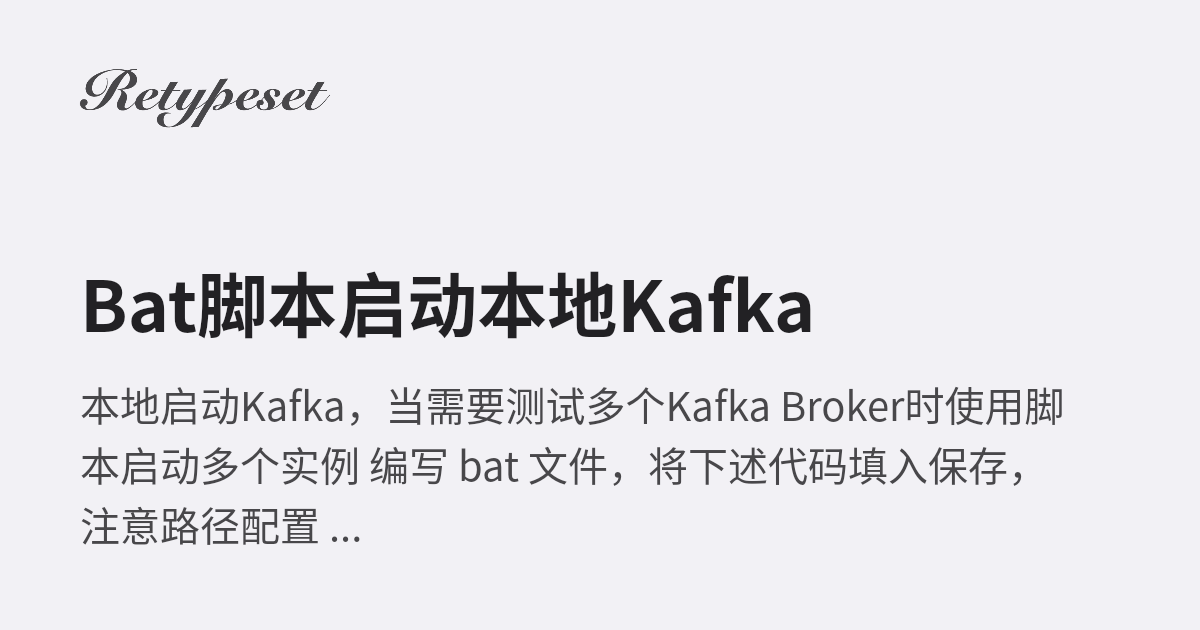 Retypeset
Bat脚本启动本地Kafka
本地启动Kafka，当需要测试多个Kafka Broker时使用脚
本启动多个实例 编写 bat 文件，将下述代码填入保存，
注意路径配置 ...